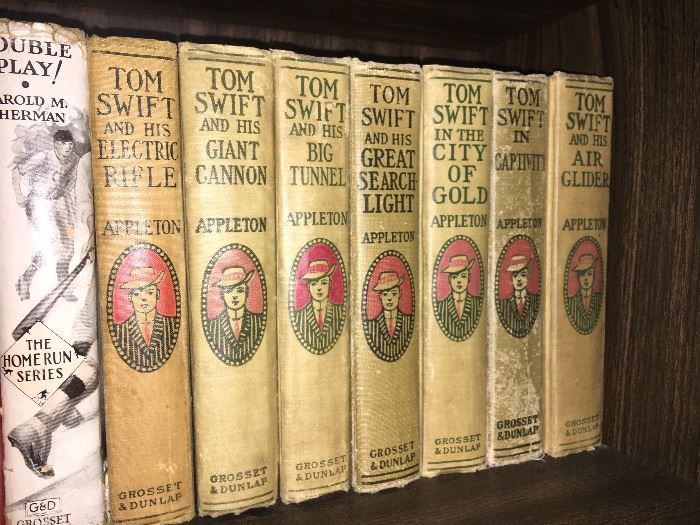 DOUBLE
PLAY!
HAROLD M.
SHERMAN
THE
HOME RUN
SERIES
G&D
GROSSET
TOM
SWIFT
AND HIS
ELECTRIC
RIFLE
APPLETON
GROSSET
& DUNLAP
TOM
SWIFT
AND HIS
GIANT
CANNON
APPLETON
GROSSET
& DUNLAP
TOM
SWIFT
AND HIS
BIG
TUNNEL
APPLETON
GROSSET
& DUNLAP
TOM
SWIFT
AND HIS
GREAT
SEARCH-
LIGHT
APPLETON
GROSSET
& DUNLAP
TOM
SWIFT
IN THE
CITY
OF
GOLD
APPLETON
GROSSET
& DUNLAP
TOM
SWIFT
IN
CAPTIVITY
APPLETON
GROSSET
& DUNLAP
TOM
SWIFT
AND HIS
AIR
GLIDER
APPLETON
GROSSET
& DUNLAP